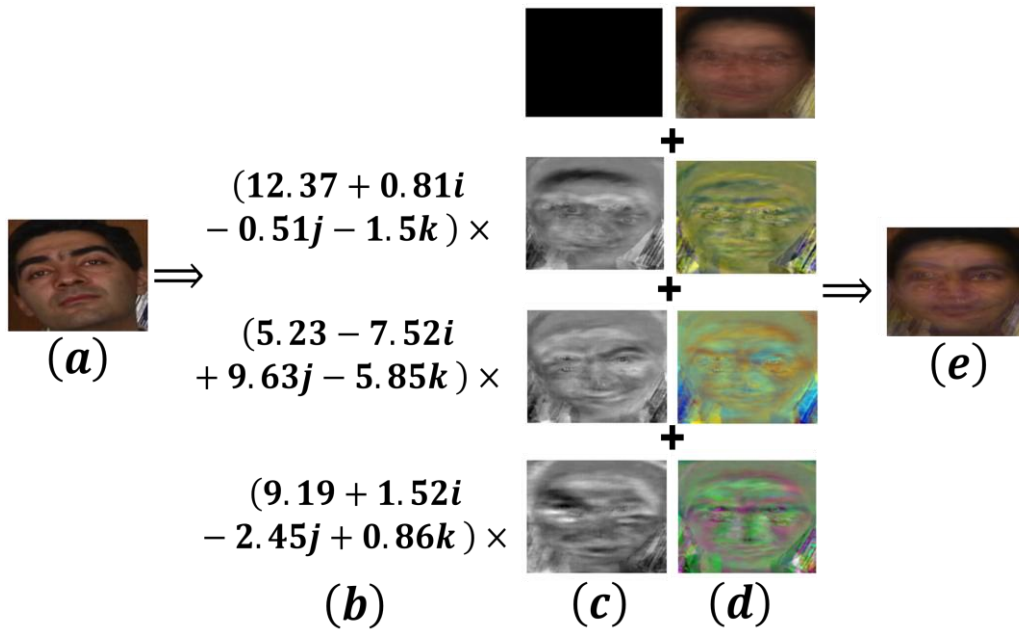 +
(12.37 + 0.81i
− 0.51j − 1.5k) ×
+
⇒
⇒
(a)
(5.23 − 7.52i
+ 9.63j − 5.85k) ×
(e)
+
(9.19 + 1.52i
− 2.45j + 0.86k) ×
(b)
(c)
(d)